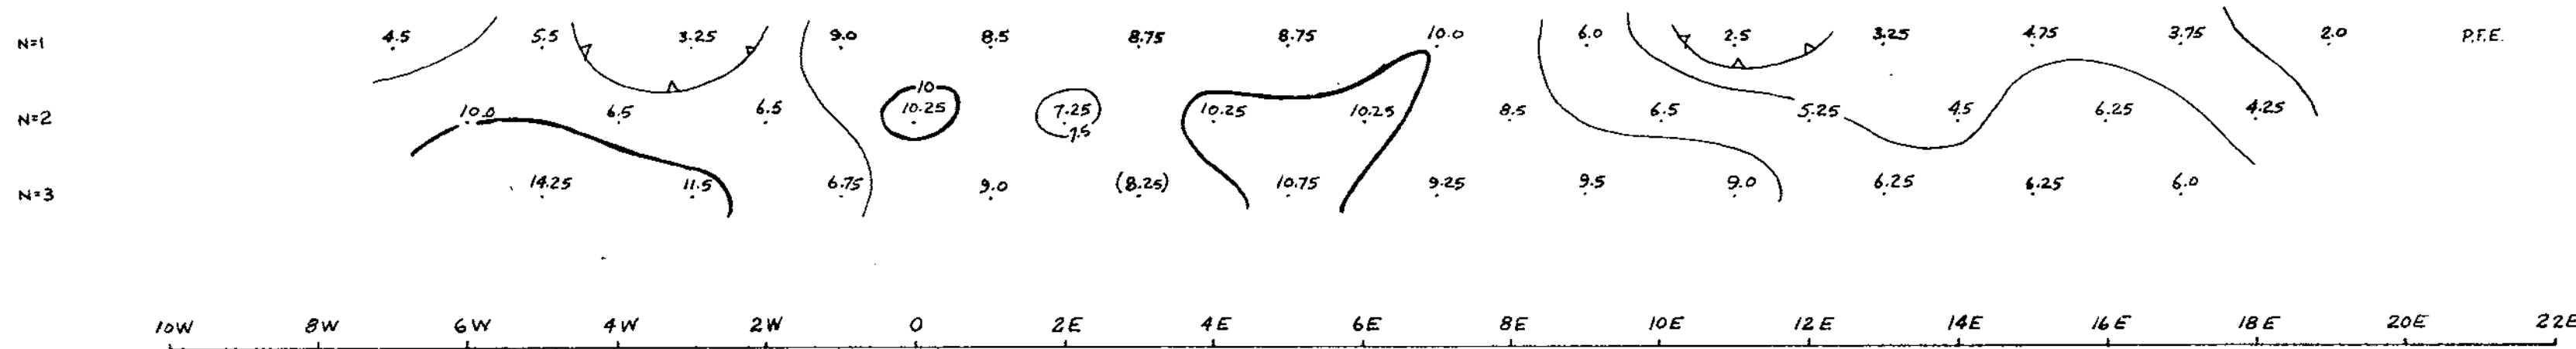 N=1 4.5 5.5 3.25 9.0 8.5 8.75 8.75 10.0 6.0 2.5 3.25 4.75 3.75 2.0 P.F.E.
10
N=2 10.0 6.5 6.5 10.25 7.25 10.25 10.25 8.5 6.5 5.25 4.5 6.25 4.25
7.5
N=3 14.25 11.5 6.75 9.0 (8.25) 10.75 9.25 9.5 9.0 6.25 6.25 6.0
10W 8W 6W 4W 2W 0 2E 4E 6E 8E 10E 12E 14E 16E 18E 20E 22E